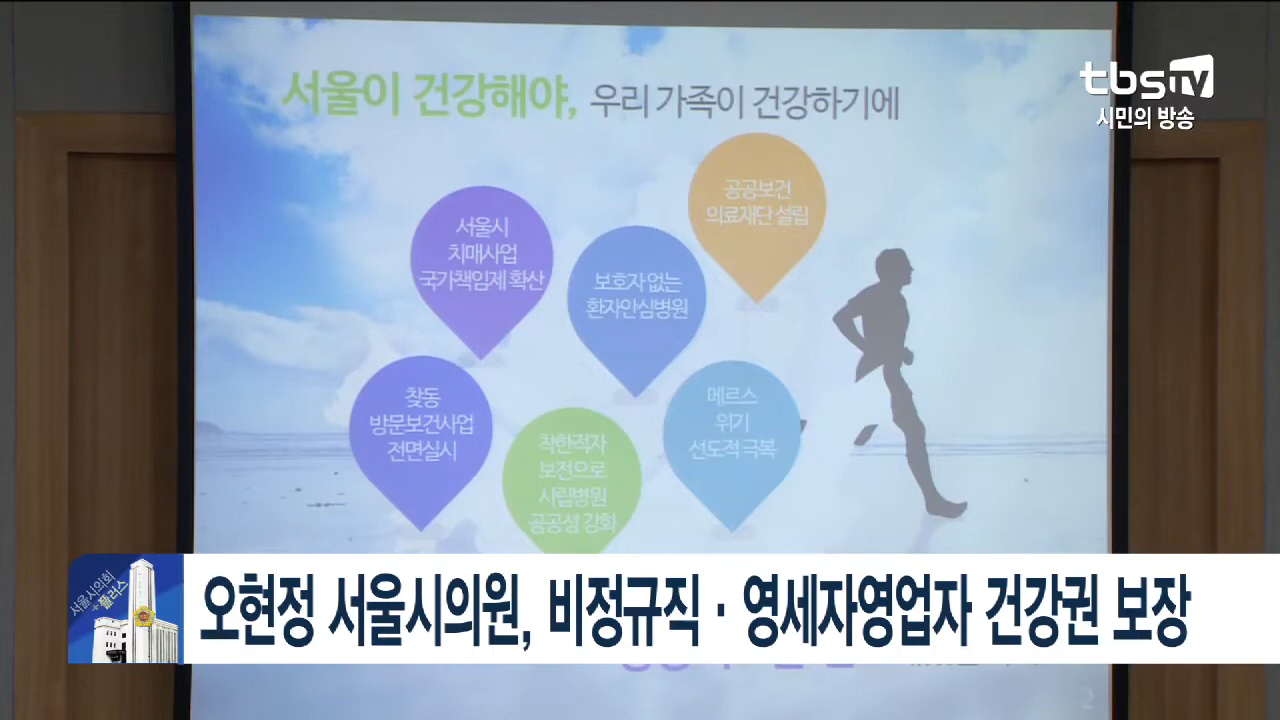 서울이 건강해야, 우리 가족이 건강하기에
tbs TV
시민의 방송
공공보건
의료재단 설립
서울시
치매사업
국가책임제 확산
보호자 없는
환자안심병원
찾동
방문보건사업
전면실시
착한적자
보전으로
시립병원
공공성 강화
메르스
위기
선도적 극복
서울시의회
+플러스
오현정 서울시의원, 비정규직·영세자영업자 건강권 보장
2